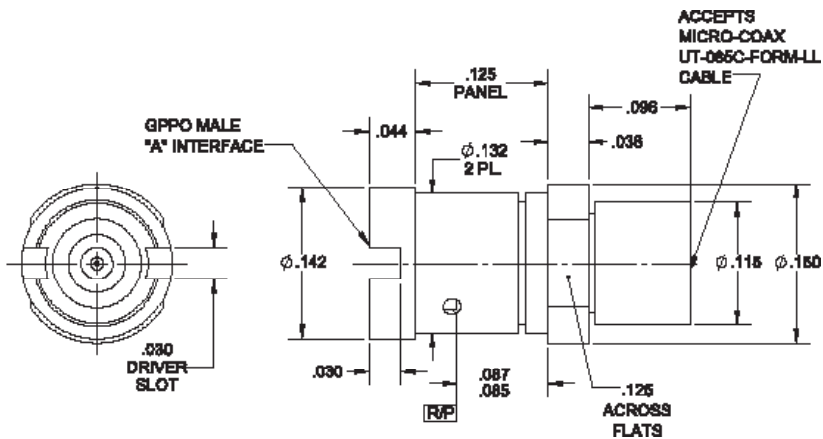 ACCEPTS
MICRO-COAX
UT-085C-FORM-LL
CABLE
.125
PANEL
.096
.044
.036
GPPO MALE
"A" INTERFACE
Ø.132
2 PL.
Ø.142
Ø.115
Ø.150
.030
DRIVER
SLOT
.030
.087
.085
R/P
.125
ACROSS
FLATS